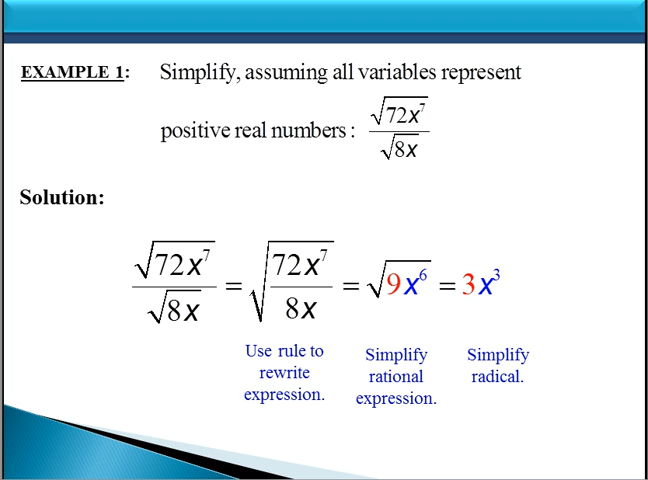 EXAMPLE 1: Simplify, assuming all variables represent
positive real numbers : √72x⁷ / √8x
Solution:
√72x⁷ / √8x = √(72x⁷ / 8x) = √9x⁶ = 3x³
Use rule to rewrite expression.
Simplify rational expression.
Simplify radical.